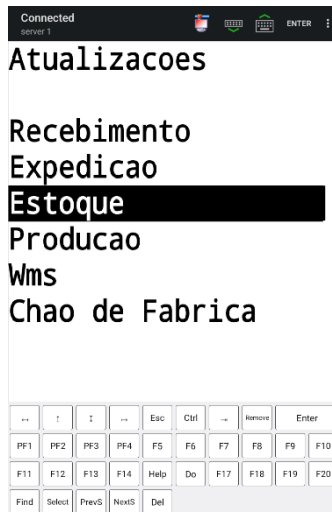 Connected
server 1
ENTER
Atualizacoes
Recebimento
Expedicao
Estoque
Producao
Wms
Chao de Fabrica
Esc Ctrl Remove Enter
PF1 PF2 PF3 PF4 F5 F6 F7 F8 F9 F10
F11 F12 F13 F14 Help Do F17 F18 F19 F20
Find Select PrevS NextS Del